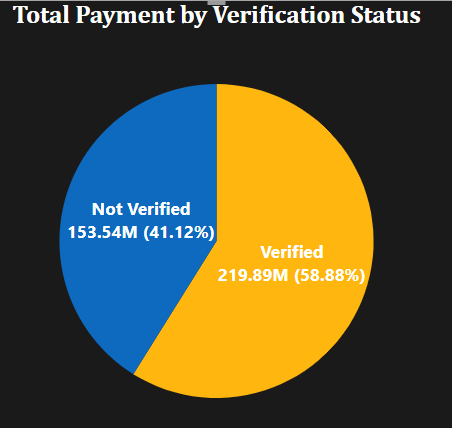 Total Payment by Verification Status
Not Verified
153.54M (41.12%)
Verified
219.89M (58.88%)